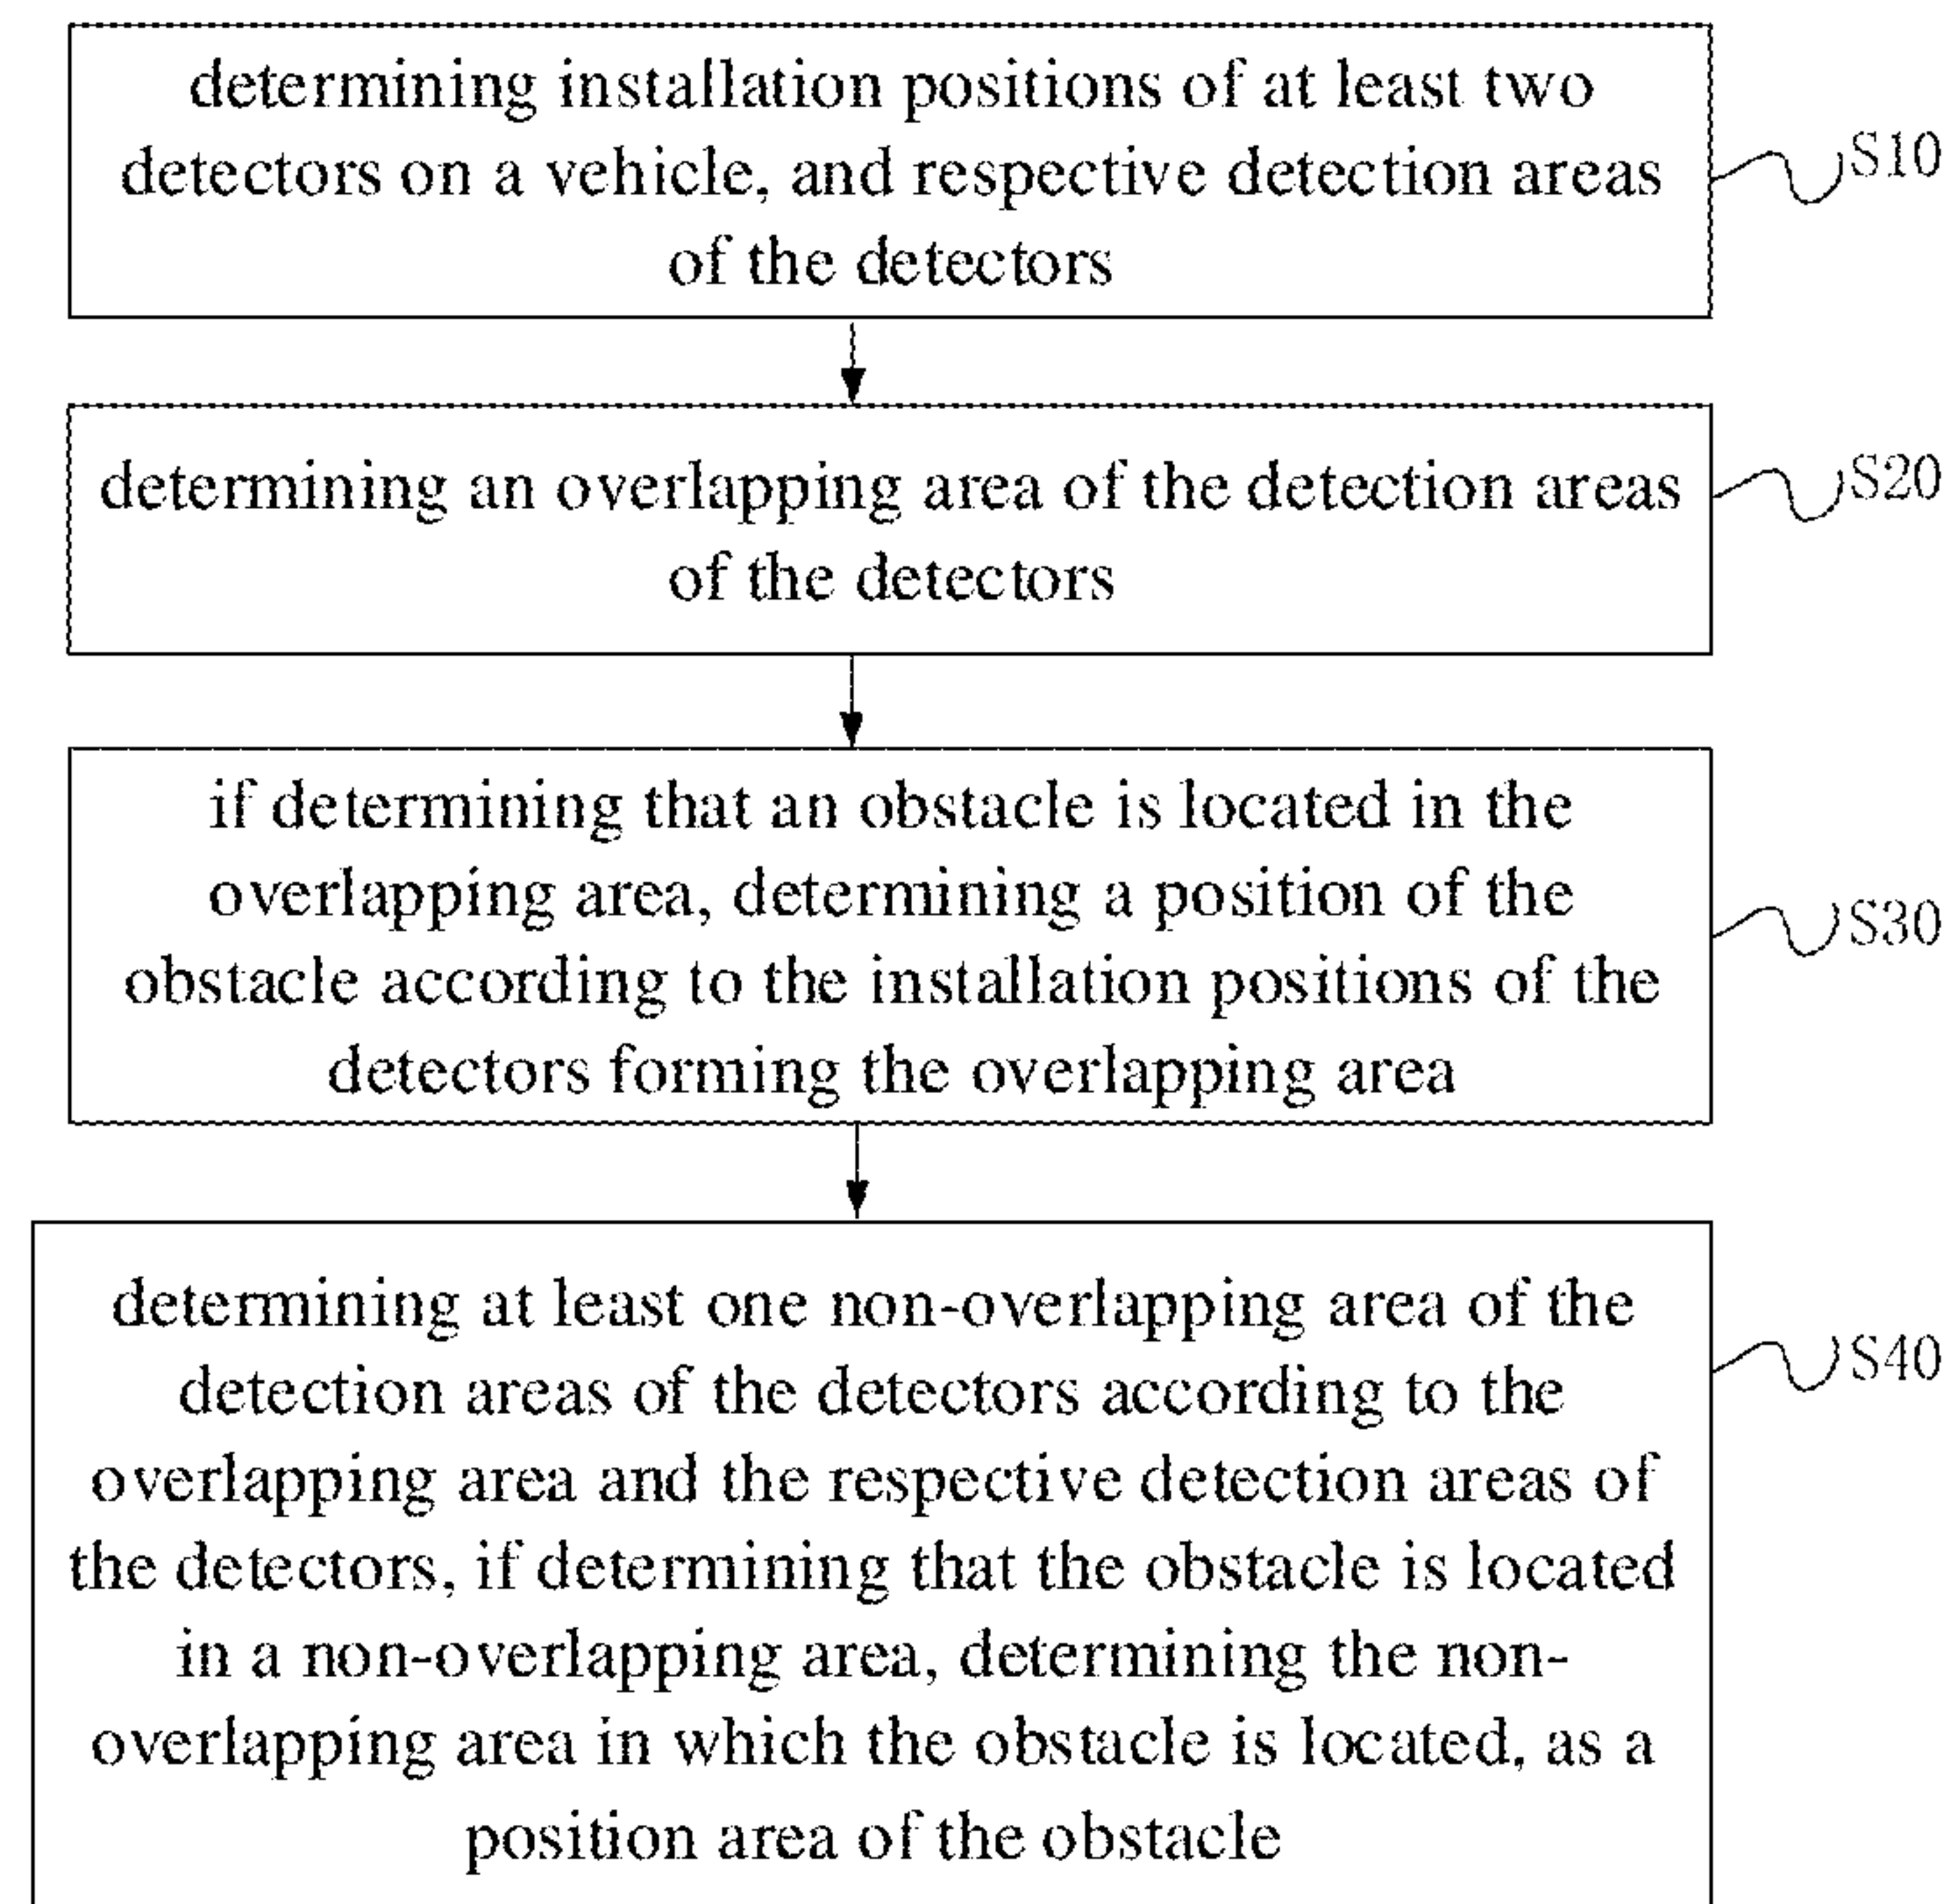 determining installation positions of at least two
detectors on a vehicle, and respective detection areas
of the detectors
S10
determining an overlapping area of the detection areas
of the detectors
S20
if determining that an obstacle is located in the
overlapping area, determining a position of the
obstacle according to the installation positions of the
detectors forming the overlapping area
S30
determining at least one non-overlapping area of the
detection areas of the detectors according to the
overlapping area and the respective detection areas of
the detectors, if determining that the obstacle is located
in a non-overlapping area, determining the non-
overlapping area in which the obstacle is located, as a
position area of the obstacle
S40